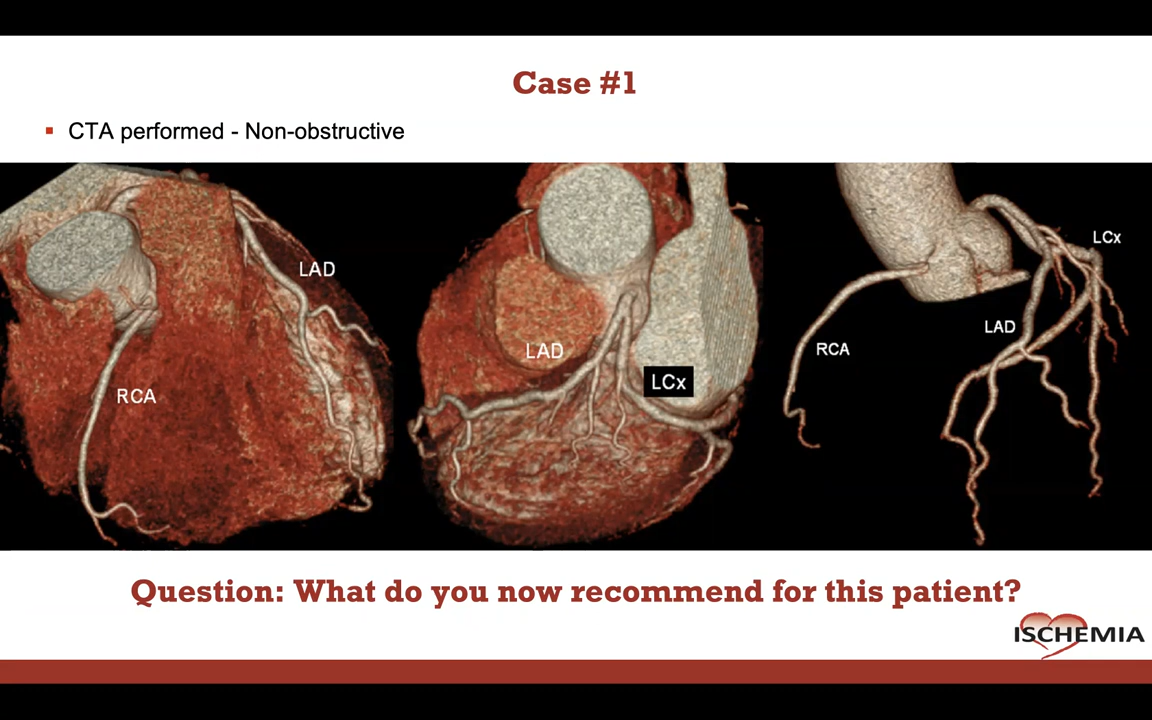 Case #1
▪ CTA performed - Non-obstructive
LAD
RCA
LAD
LCx
LCx
LAD
RCA
Question: What do you now recommend for this patient?
ISCHEMIA